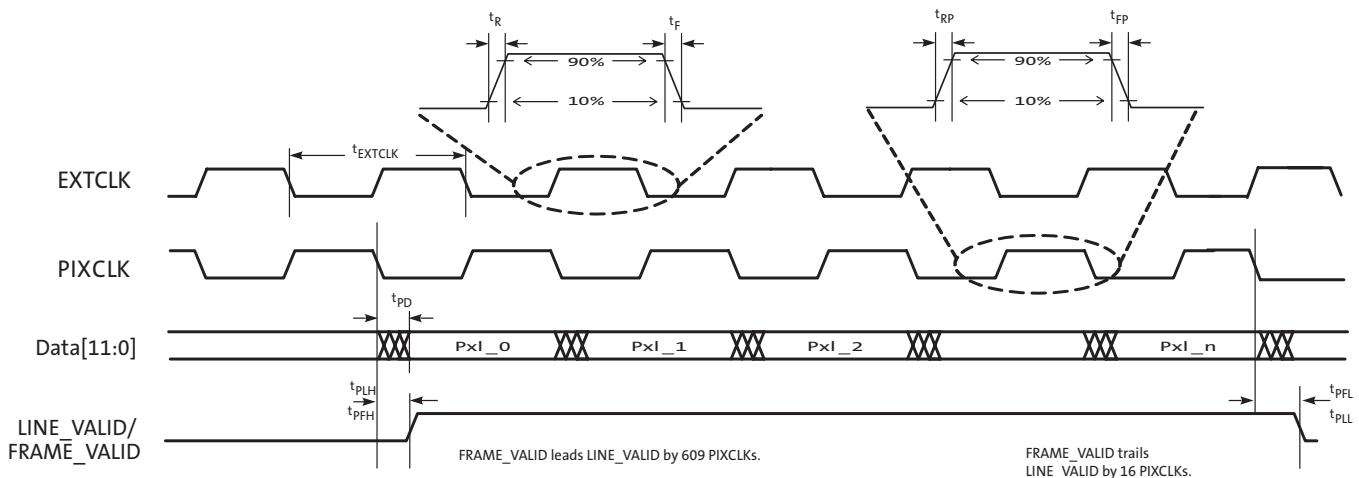 tR
tF
tRP
tFP
90%
90%
10%
10%
tEXTCLK
EXTCLK
PIXCLK
tPD
Data[11:0]
Pxl_0
Pxl_1
Pxl_2
Pxl_n
tPLH
tPFH
tPFL
tPLL
LINE_VALID/
FRAME_VALID
FRAME_VALID leads LINE_VALID by 609 PIXCLKs.
FRAME_VALID trails
LINE_VALID by 16 PIXCLKs.